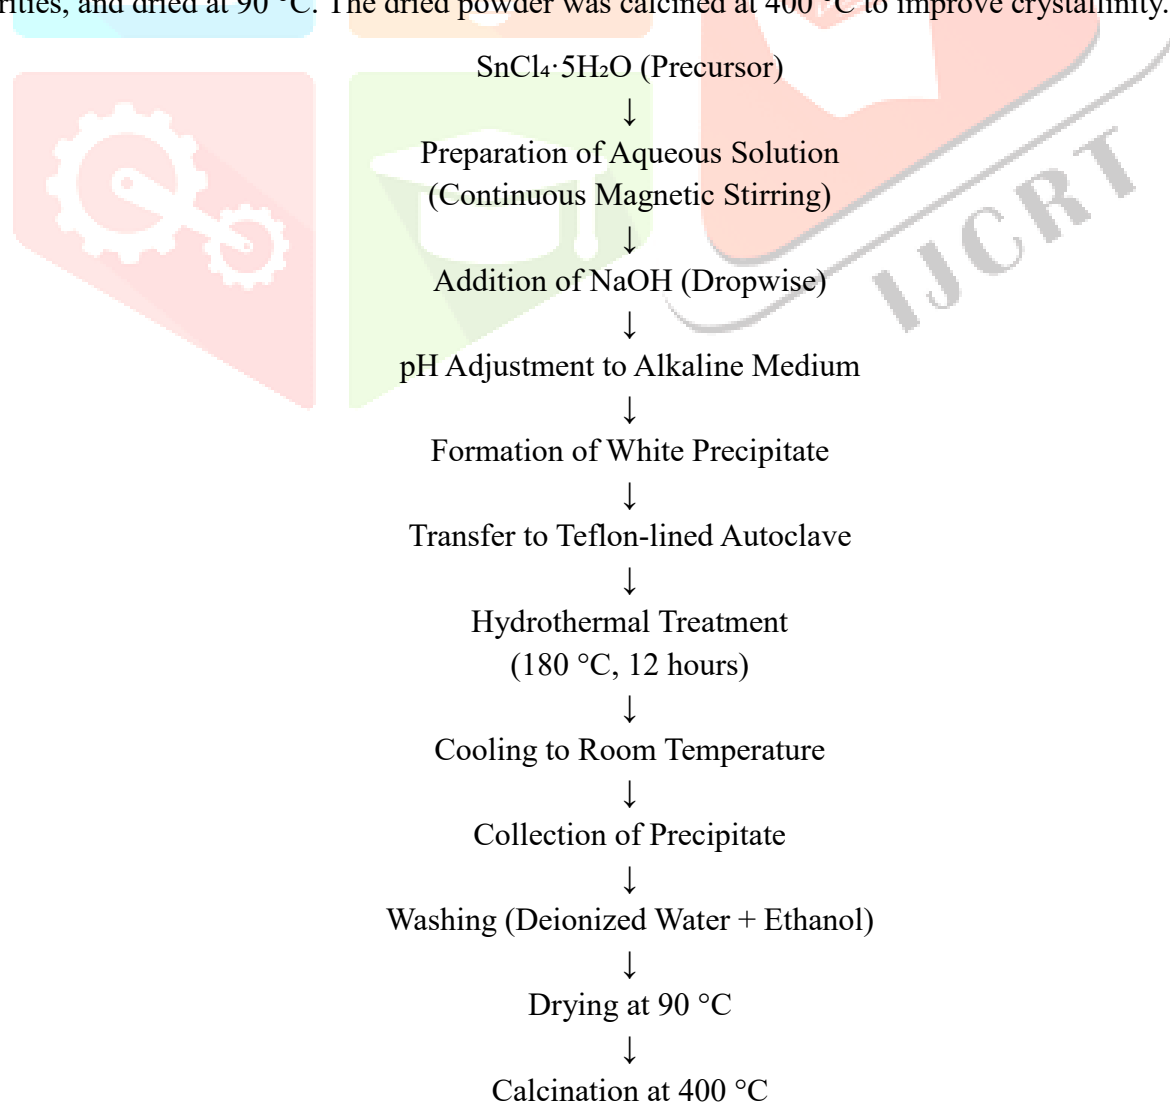 and dried at 90 °C. The dried powder was calcined at 400 °C to improve crystallinity.
SnCl₄·5H₂O (Precursor)
↓
Preparation of Aqueous Solution
(Continuous Magnetic Stirring)
↓
Addition of NaOH (Dropwise)
↓
pH Adjustment to Alkaline Medium
↓
Formation of White Precipitate
↓
Transfer to Teflon-lined Autoclave
↓
Hydrothermal Treatment
(180 °C, 12 hours)
↓
Cooling to Room Temperature
↓
Collection of Precipitate
↓
Washing (Deionized Water + Ethanol)
↓
Drying at 90 °C
↓
Calcination at 400 °C
IJCRT